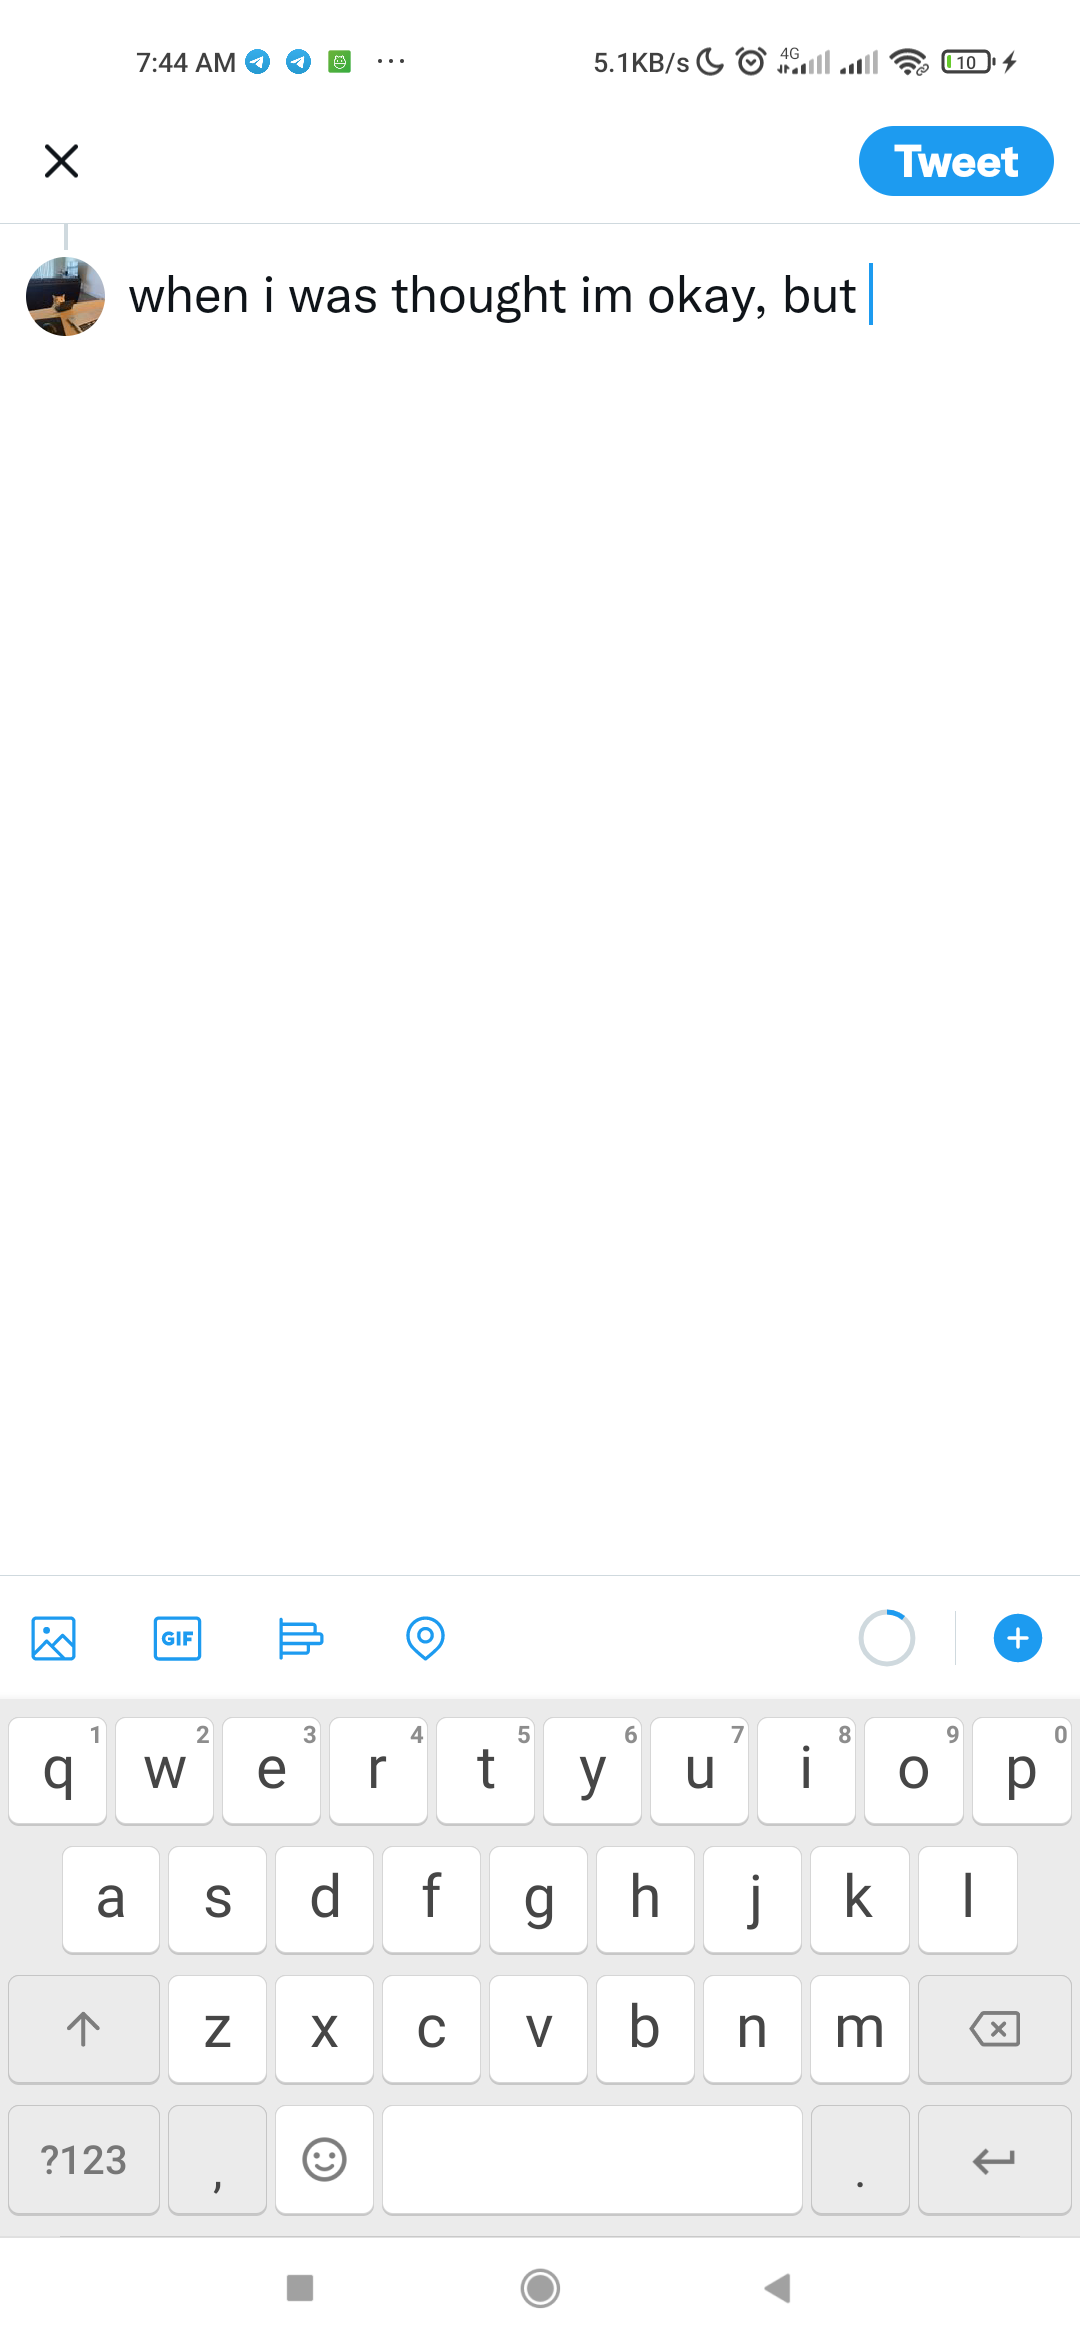 7:44 AM ... 5.1KB/s 4G 10
Tweet
when i was thought im okay, but
GIF
1 2 3 4 5 6 7 8 9 0
q w e r t y u i o p
a s d f g h j k l
z x c v b n m
?123 , .